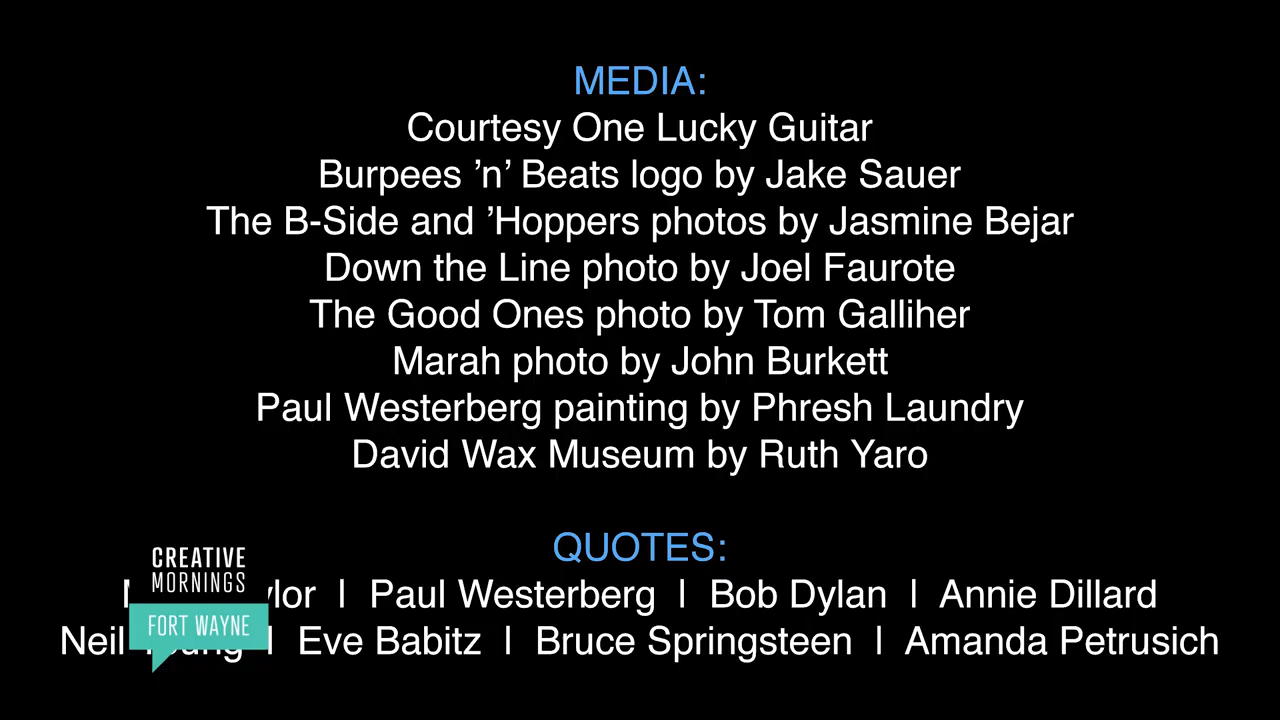 MEDIA:
Courtesy One Lucky Guitar
Burpees ’n’ Beats logo by Jake Sauer
The B-Side and ’Hoppers photos by Jasmine Bejar
Down the Line photo by Joel Faurote
The Good Ones photo by Tom Galliher
Marah photo by John Burkett
Paul Westerberg painting by Phresh Laundry
David Wax Museum by Ruth Yaro
QUOTES:
| Paul Westerberg | Bob Dylan | Annie Dillard
Neil Young | Eve Babitz | Bruce Springsteen | Amanda Petrusich
CREATIVE
MORNINGS
FORT WAYNE